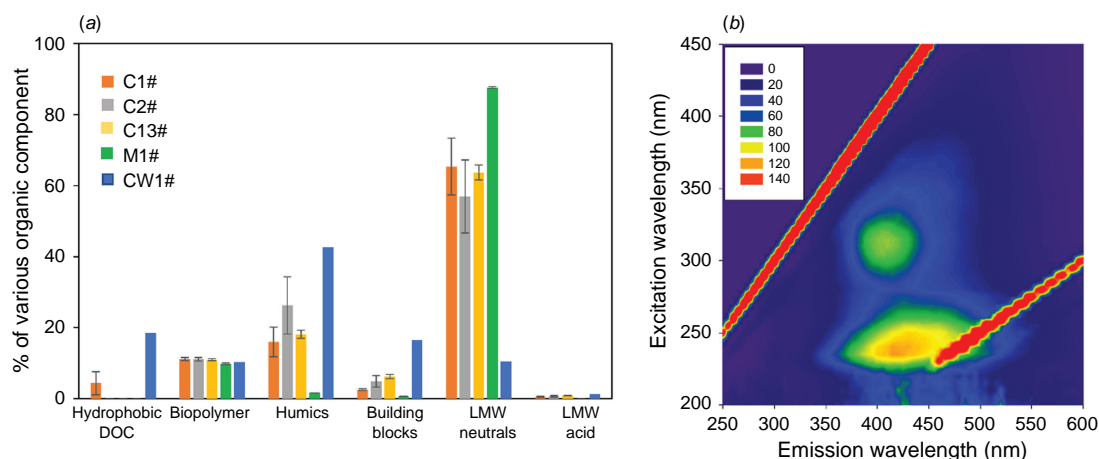 (a)
% of various organic component
100
80
60
40
20
0
C1#
C2#
C13#
M1#
CW1#
Hydrophobic DOC
Biopolymer
Humics
Building blocks
LMW neutrals
LMW acid
(b)
Excitation wavelength (nm)
450
400
350
300
250
200
0
20
40
60
80
100
120
140
250 300 350 400 450 500 550 600
Emission wavelength (nm)